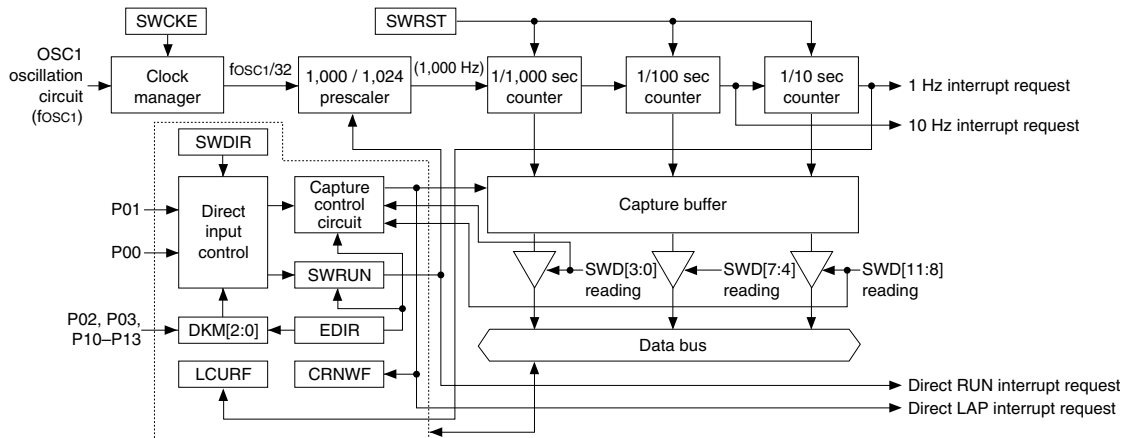 SWCKE
SWRST
OSC1
oscillation
circuit
(fOSC1)
Clock
manager
fOSC1/32
1,000 / 1,024
prescaler
(1,000 Hz)
1/1,000 sec
counter
1/100 sec
counter
1/10 sec
counter
1 Hz interrupt request
10 Hz interrupt request
SWDIR
P01
P00
Direct
input
control
Capture
control
circuit
Capture buffer
SWRUN
SWD[3:0]
reading
SWD[7:4]
reading
SWD[11:8]
reading
P02, P03,
P10–P13
DKM[2:0]
EDIR
Data bus
LCURF
CRNWF
Direct RUN interrupt request
Direct LAP interrupt request